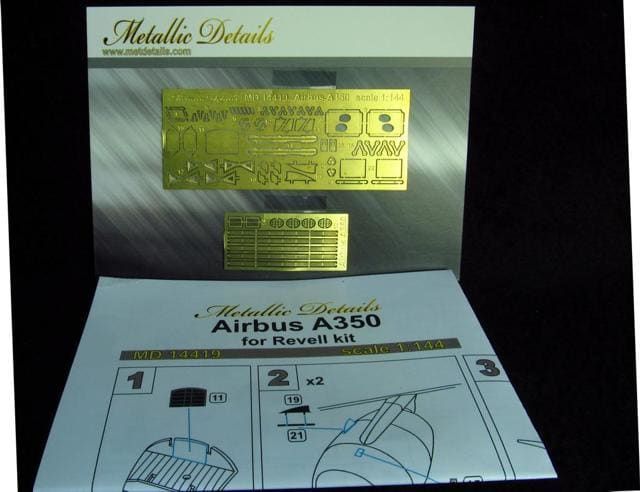 Metallic Details
www.metdetails.com
MD 14419 Airbus A350 scale 1:144
Metallic Details
Airbus A350
for Revell kit
MD 14419 scale 1:144
1
11
2 x2
19
21
3